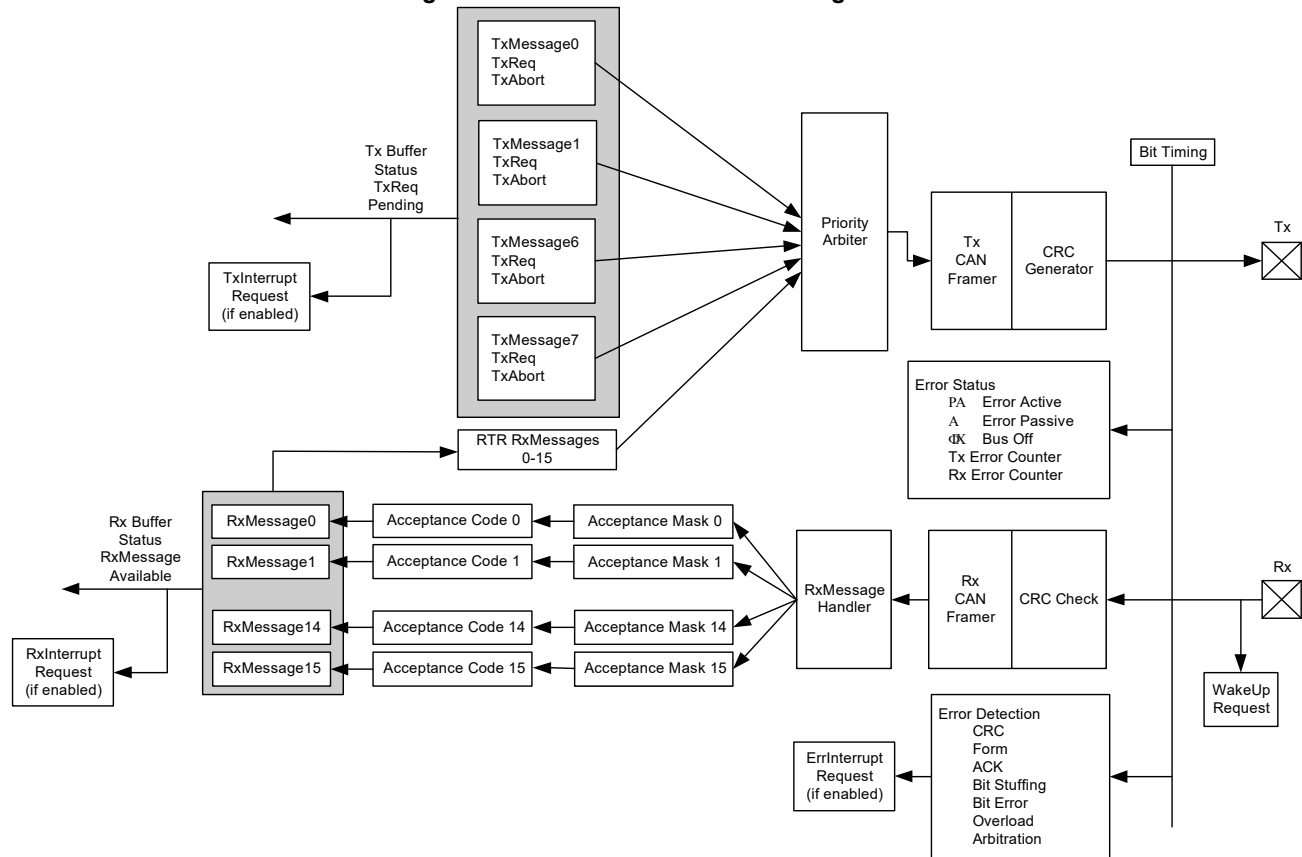 TxMessage0
TxReq
TxAbort
TxMessage1
TxReq
TxAbort
TxMessage6
TxReq
TxAbort
TxMessage7
TxReq
TxAbort
Tx Buffer
Status
TxReq
Pending
TxInterrupt
Request
(if enabled)
Priority
Arbiter
Tx
CAN
Framer
CRC
Generator
Bit Timing
Tx
Error Status
Error Active
Error Passive
Bus Off
Tx Error Counter
Rx Error Counter
RTR RxMessages
0-15
Rx Buffer
Status
RxMessage
Available
RxInterrupt
Request
(if enabled)
RxMessage0
Acceptance Code 0
Acceptance Mask 0
RxMessage1
Acceptance Code 1
Acceptance Mask 1
RxMessage14
Acceptance Code 14
Acceptance Mask 14
RxMessage15
Acceptance Code 15
Acceptance Mask 15
RxMessage
Handler
Rx
CAN
Framer
CRC Check
Rx
WakeUp
Request
ErrInterrupt
Request
(if enabled)
Error Detection
CRC
Form
ACK
Bit Stuffing
Bit Error
Overload
Arbitration